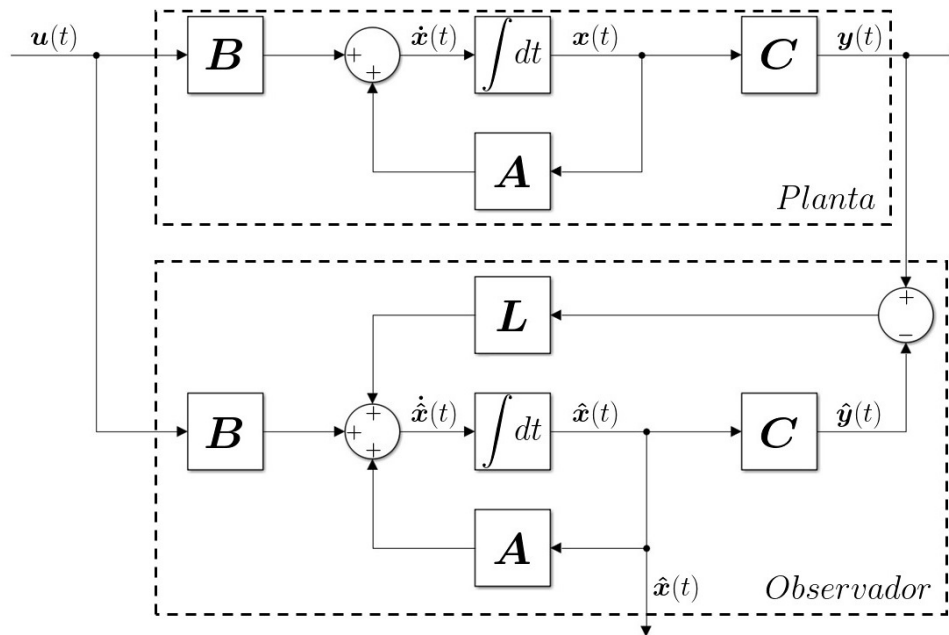 u(t)
B
+
+
ẋ(t)
∫dt
x(t)
C
y(t)
A
Planta
L
+
−
B
+
+
+
x̂̇(t)
∫dt
x̂(t)
C
ŷ(t)
A
x̂(t)
Observador